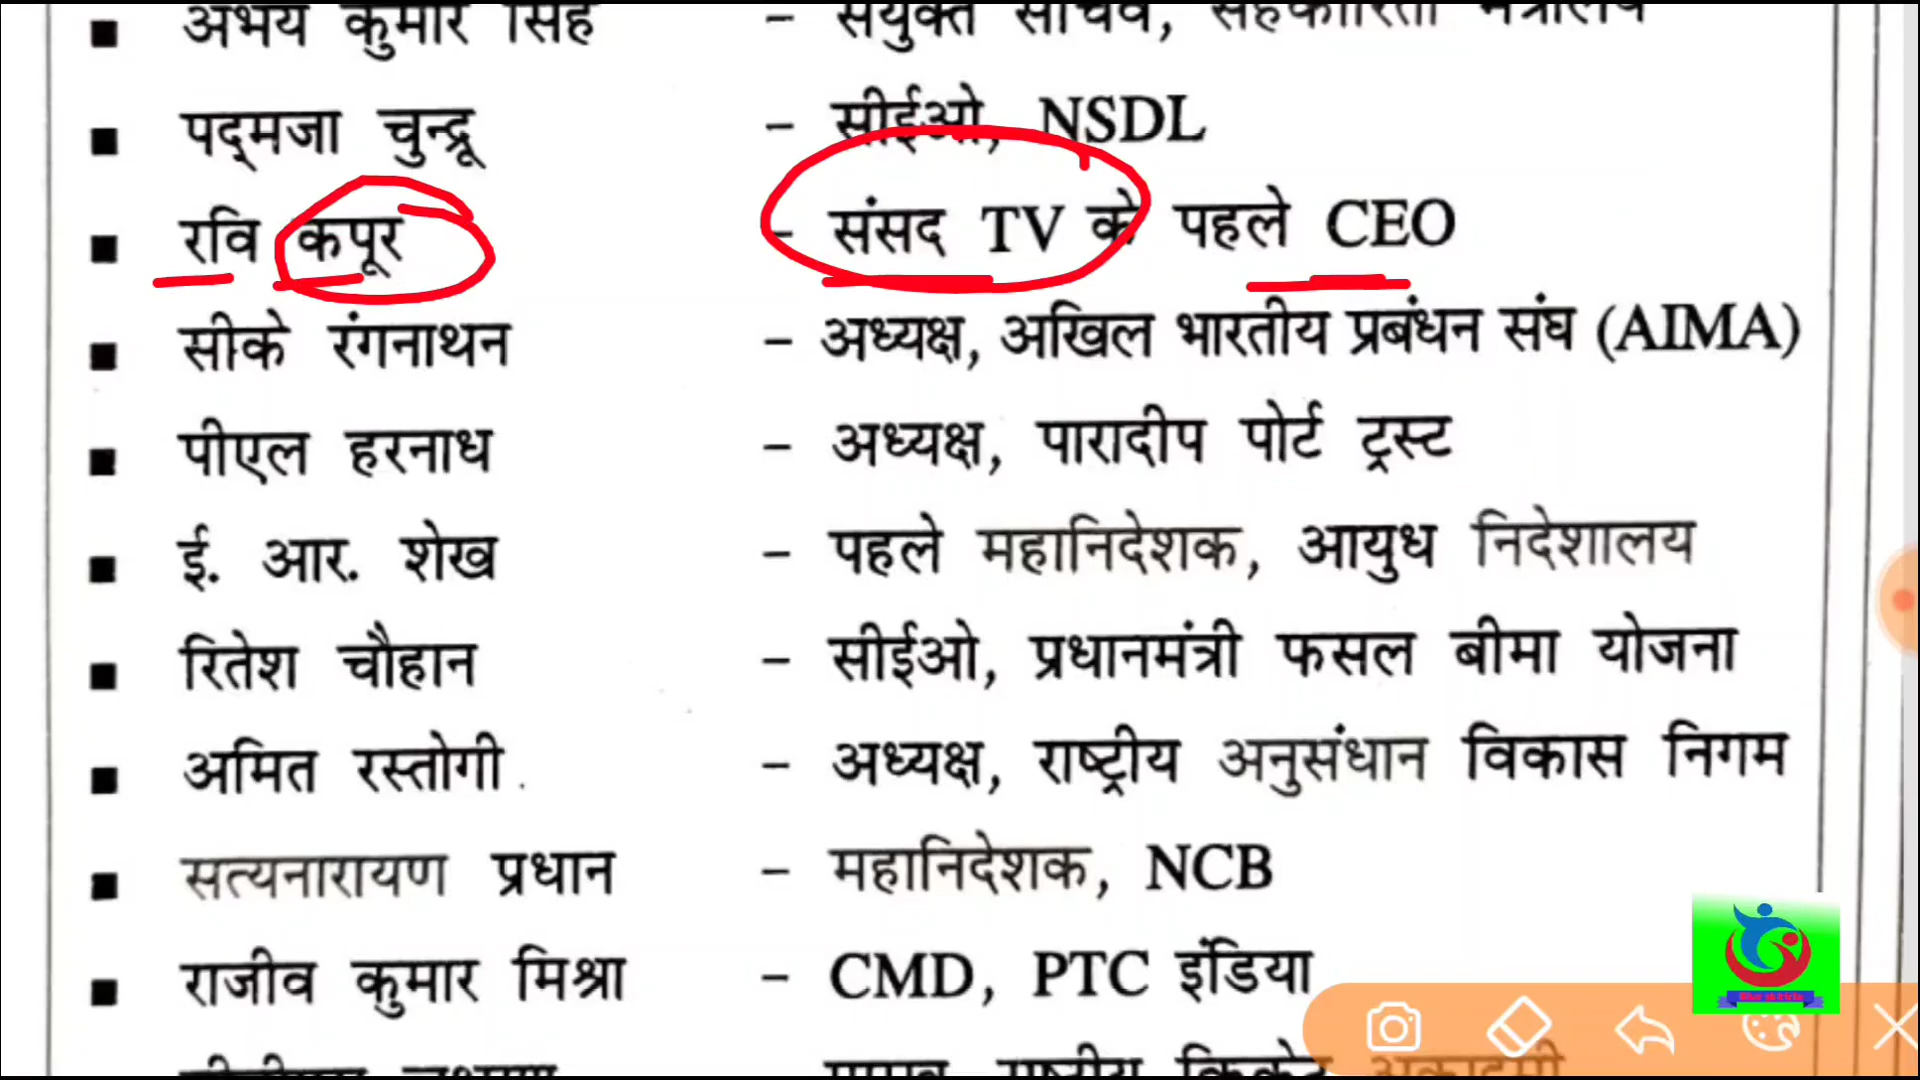 अभय कुमार सिंह – संयुक्त सचिव, सहकारिता मंत्रालय
पद्मजा चुन्द्रू – सीईओ, NSDL
रवि कपूर – संसद TV के पहले CEO
सीके रंगनाथन – अध्यक्ष, अखिल भारतीय प्रबंधन संघ (AIMA)
पीएल हरनाध – अध्यक्ष, पारादीप पोर्ट ट्रस्ट
ई. आर. शेख – पहले महानिदेशक, आयुध निदेशालय
रितेश चौहान – सीईओ, प्रधानमंत्री फसल बीमा योजना
अमित रस्तोगी – अध्यक्ष, राष्ट्रीय अनुसंधान विकास निगम
सत्यनारायण प्रधान – महानिदेशक, NCB
राजीव कुमार मिश्रा – CMD, PTC इंडिया